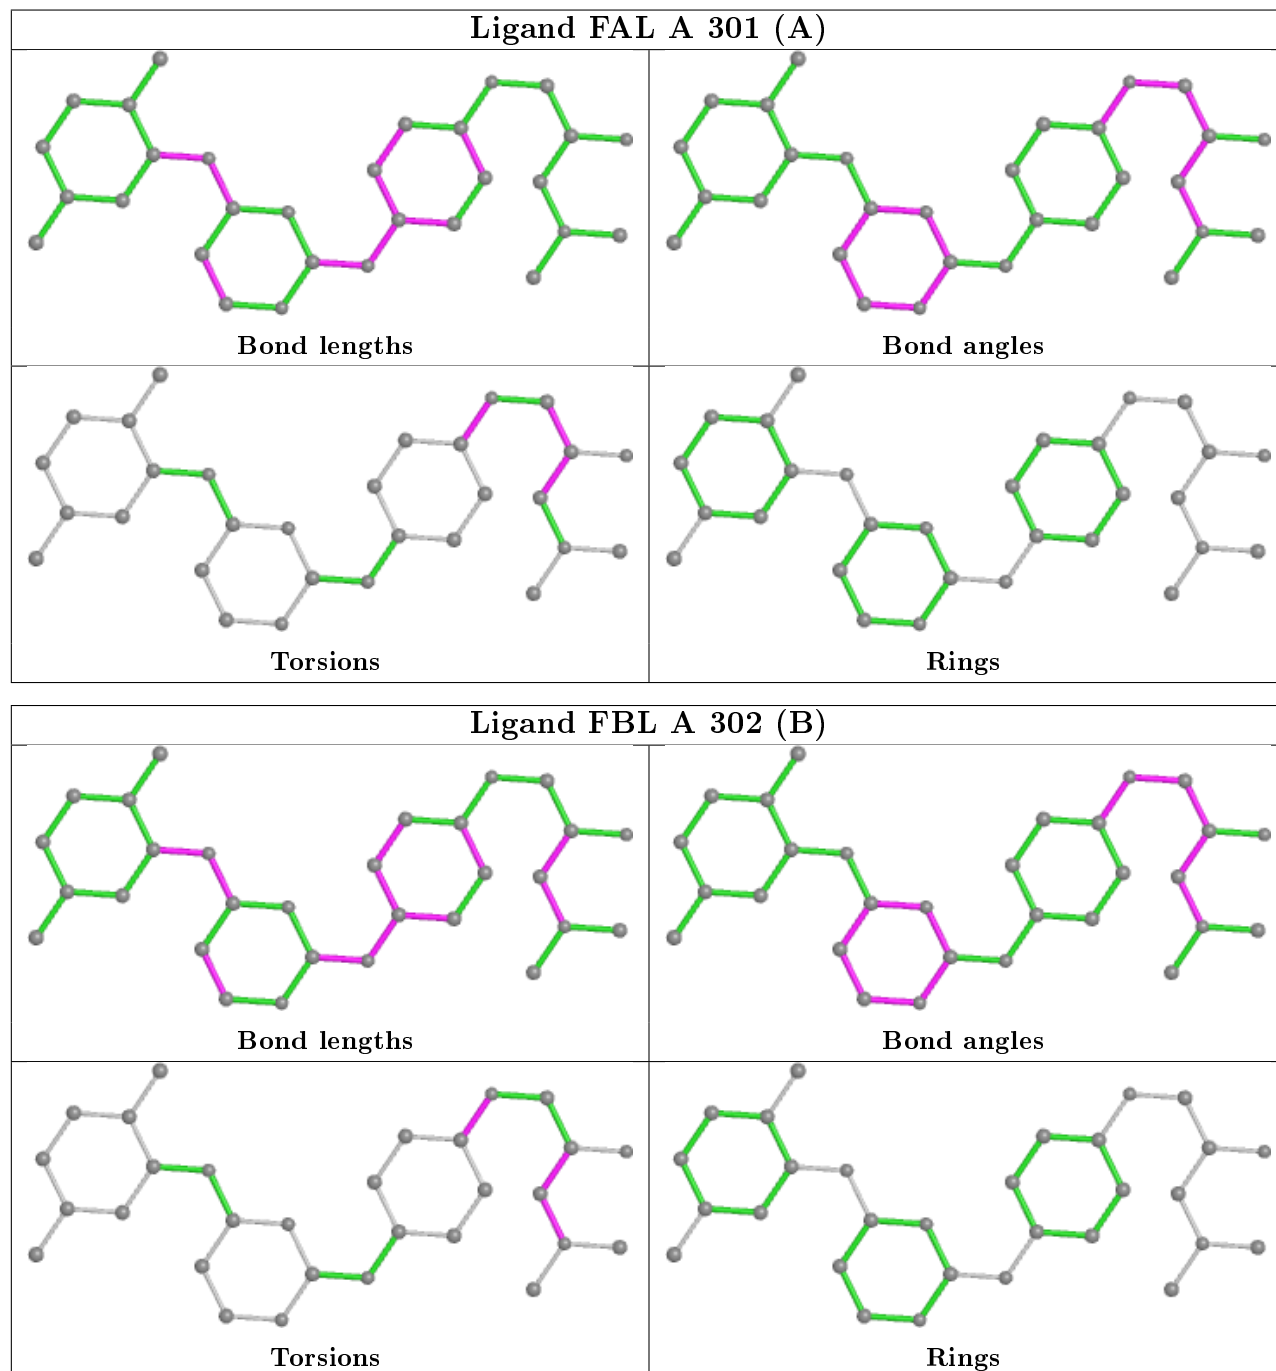 Ligand FAL A 301 (A)
Bond lengths
Bond angles
Torsions
Rings
Ligand FBL A 302 (B)
Bond lengths
Bond angles
Torsions
Rings